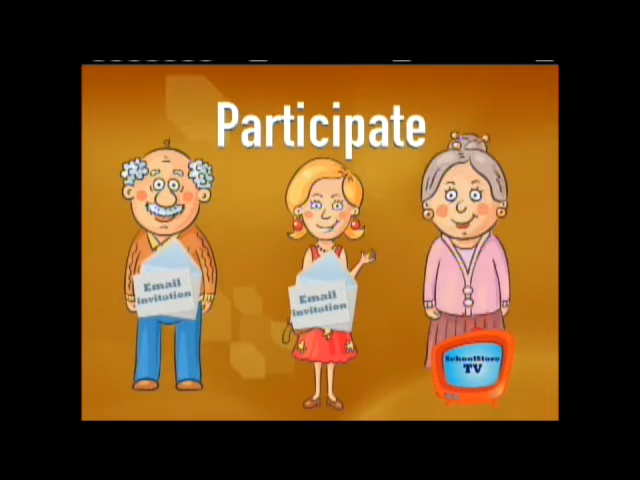 Participate
Email
invitation
Email
invitation
SchoolStore
TV